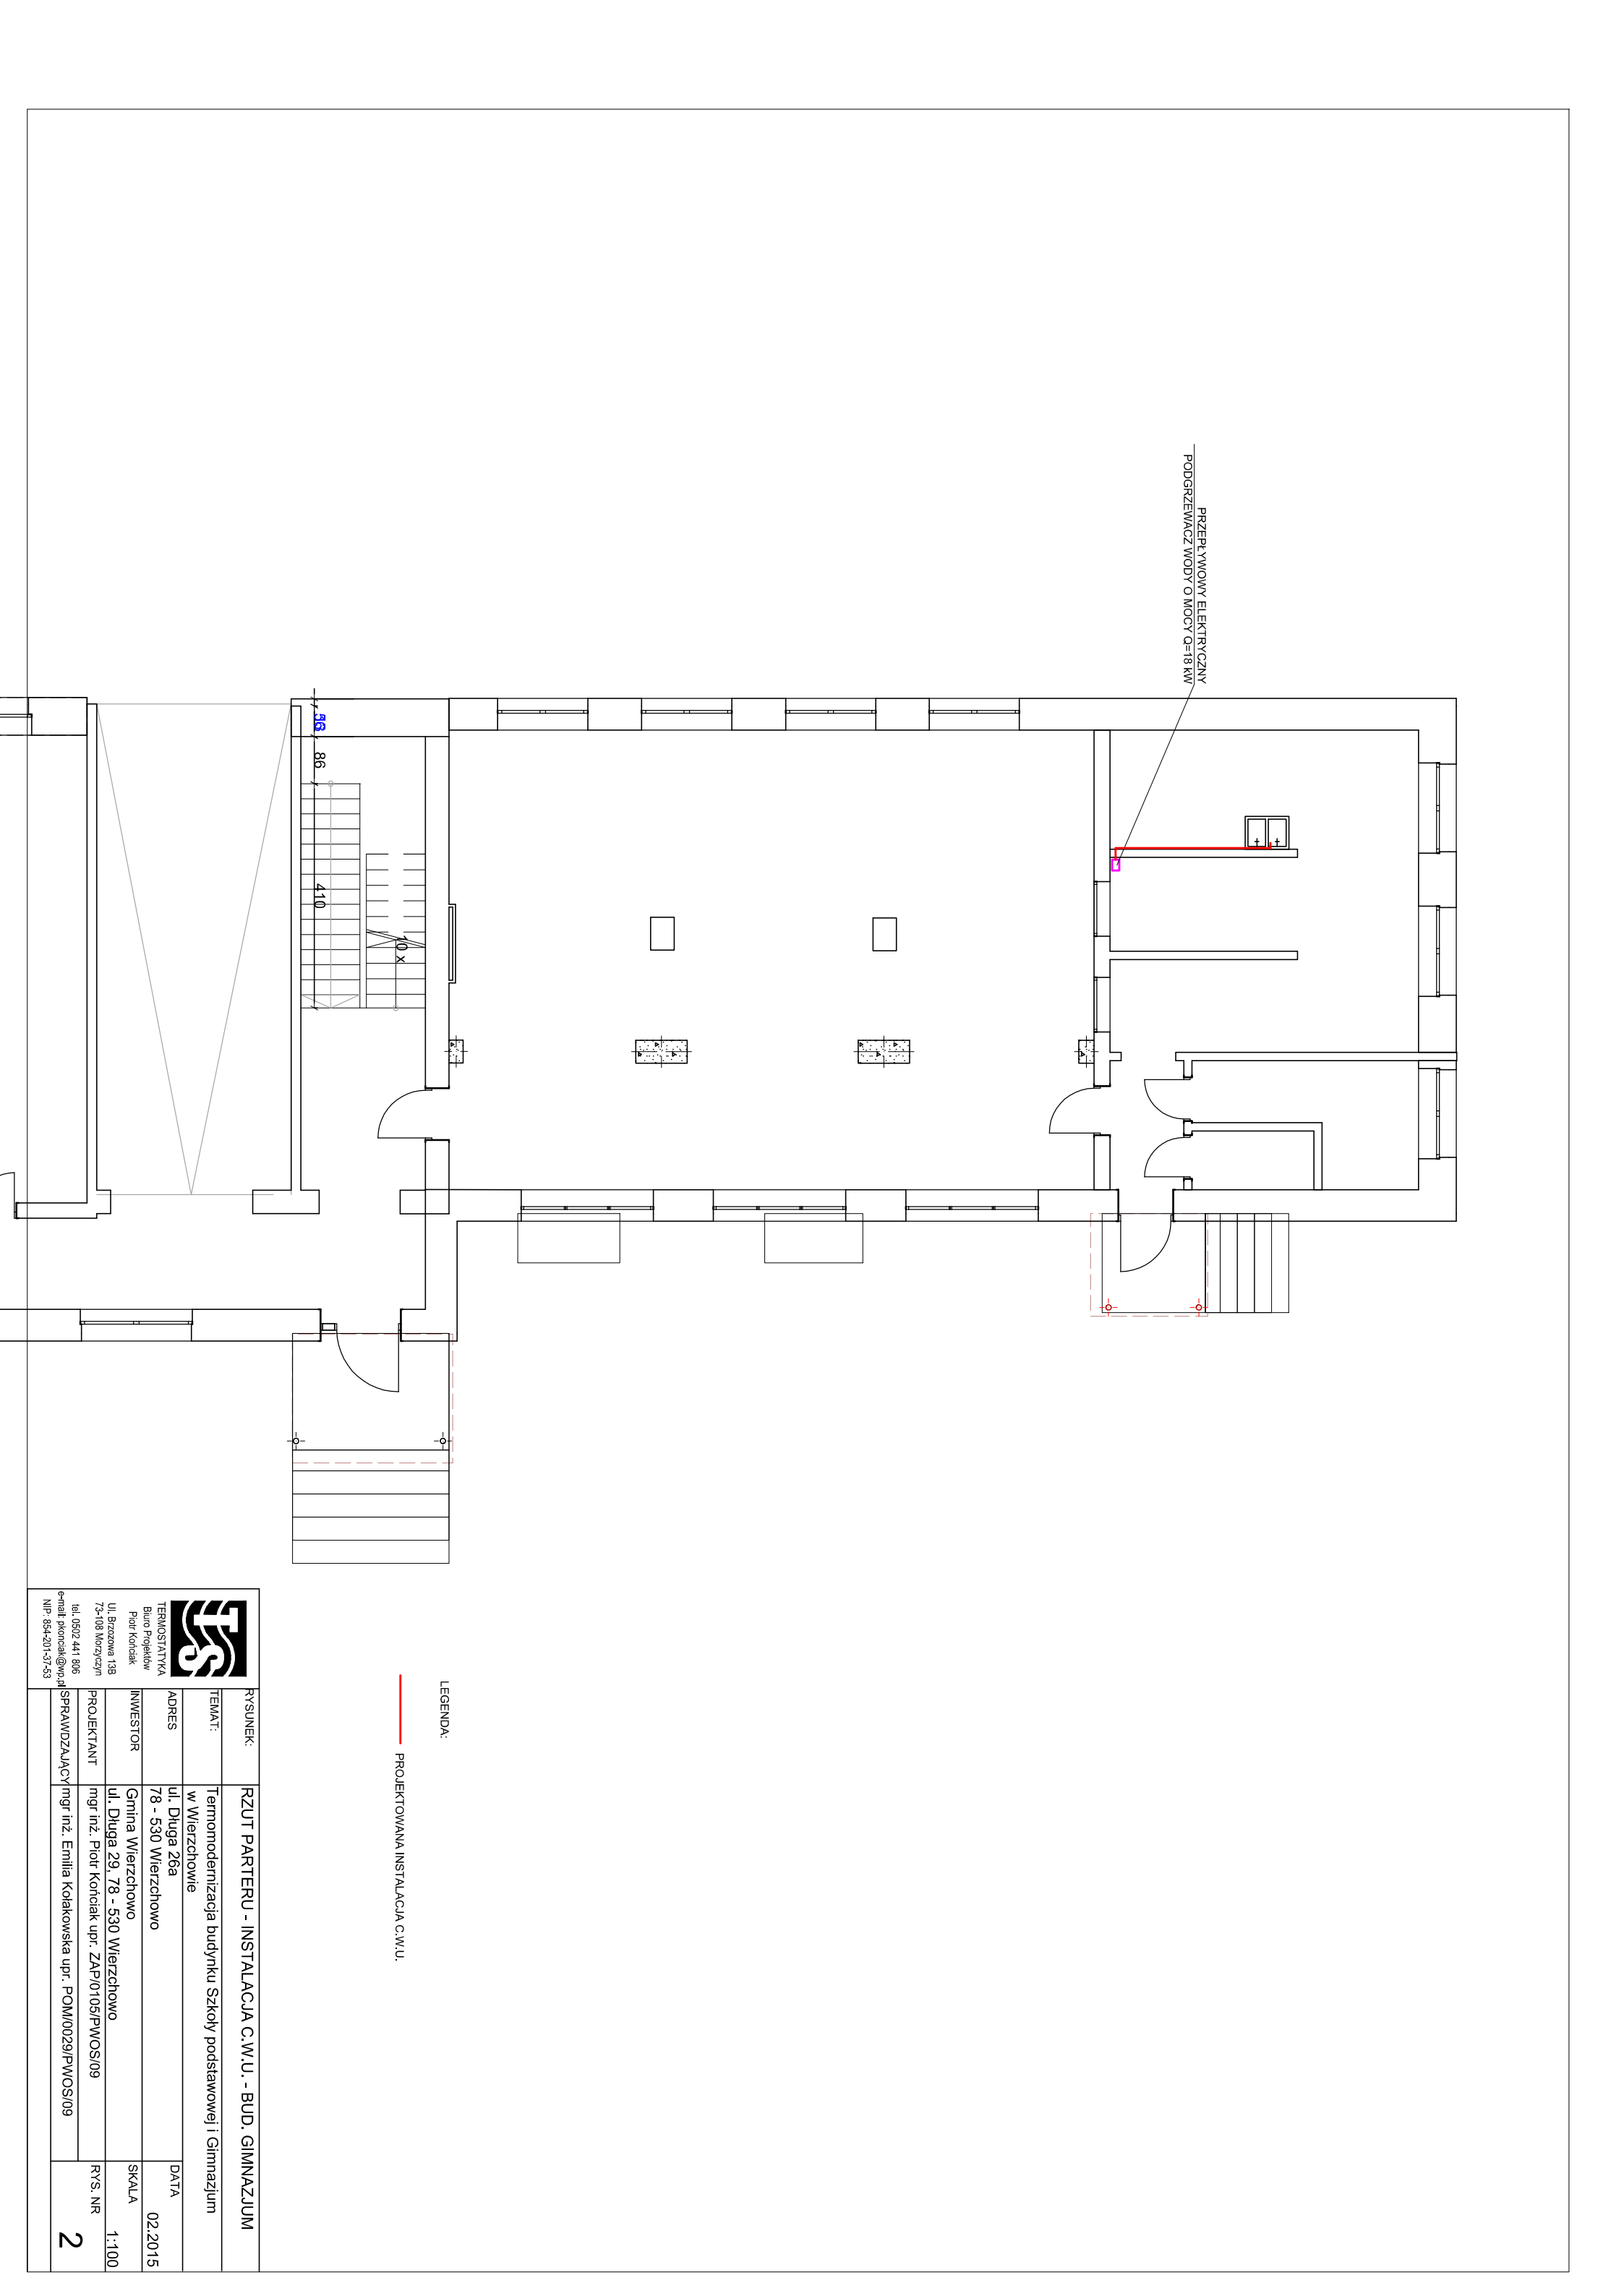 PRZEPŁYWOWY ELEKTRYCZNY
PODGRZEWACZ WODY O MOCY Q=18 kW
86
410
10 x
LEGENDA:
PROJEKTOWANA INSTALACJA C.W.U.
TS
TERMOSTATYKA
Biuro Projektów
Piotr Kończak
Ul. Brzozowa 13B
73-108 Morzyczyn
tel. 0502 441 806
e-mail: pkonciak@wp.pl
NIP: 854-201-37-53
RYSUNEK: RZUT PARTERU - INSTALACJA C.W.U. - BUD. GIMNAZJUM
TEMAT: Termomodernizacja budynku Szkoły podstawowej i Gimnazjum
w Wierzchowie
ADRES ul. Długa 26a
78 - 530 Wierzchowo
DATA 02.2015
INWESTOR Gmina Wierzchowo
ul. Długa 29, 78 - 530 Wierzchowo
SKALA 1:100
PROJEKTANT mgr inż. Piotr Kończak upr. ZAP/0105/PWOS/09
RYS. NR 2
SPRAWDZAJĄCY mgr inż. Emilia Kołakowska upr. POM/0029/PWOS/09